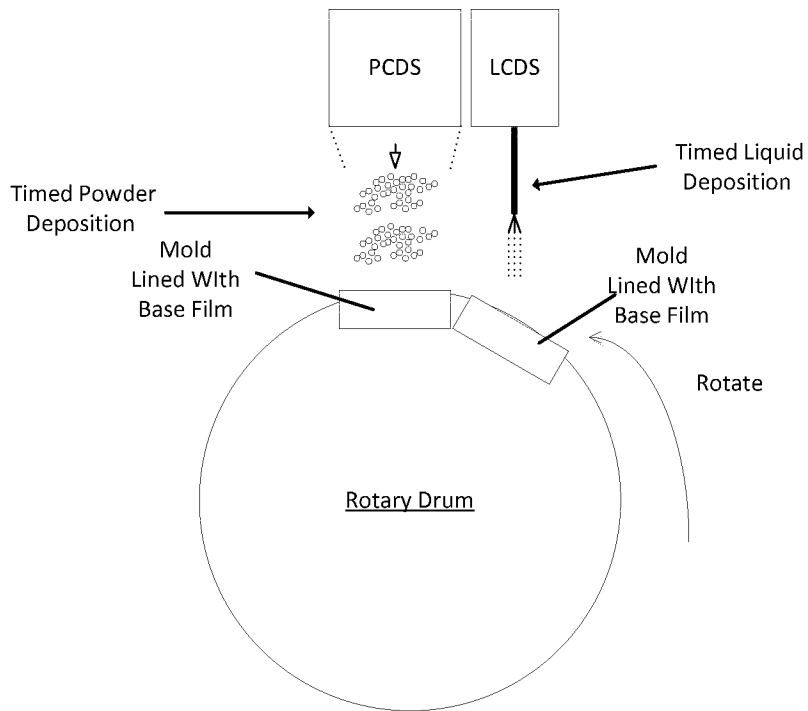 PCDS
LCDS
Timed Liquid
Deposition
Timed Powder
Deposition
Mold
Lined WIth
Base Film
Mold
Lined WIth
Base Film
Rotate
Rotary Drum